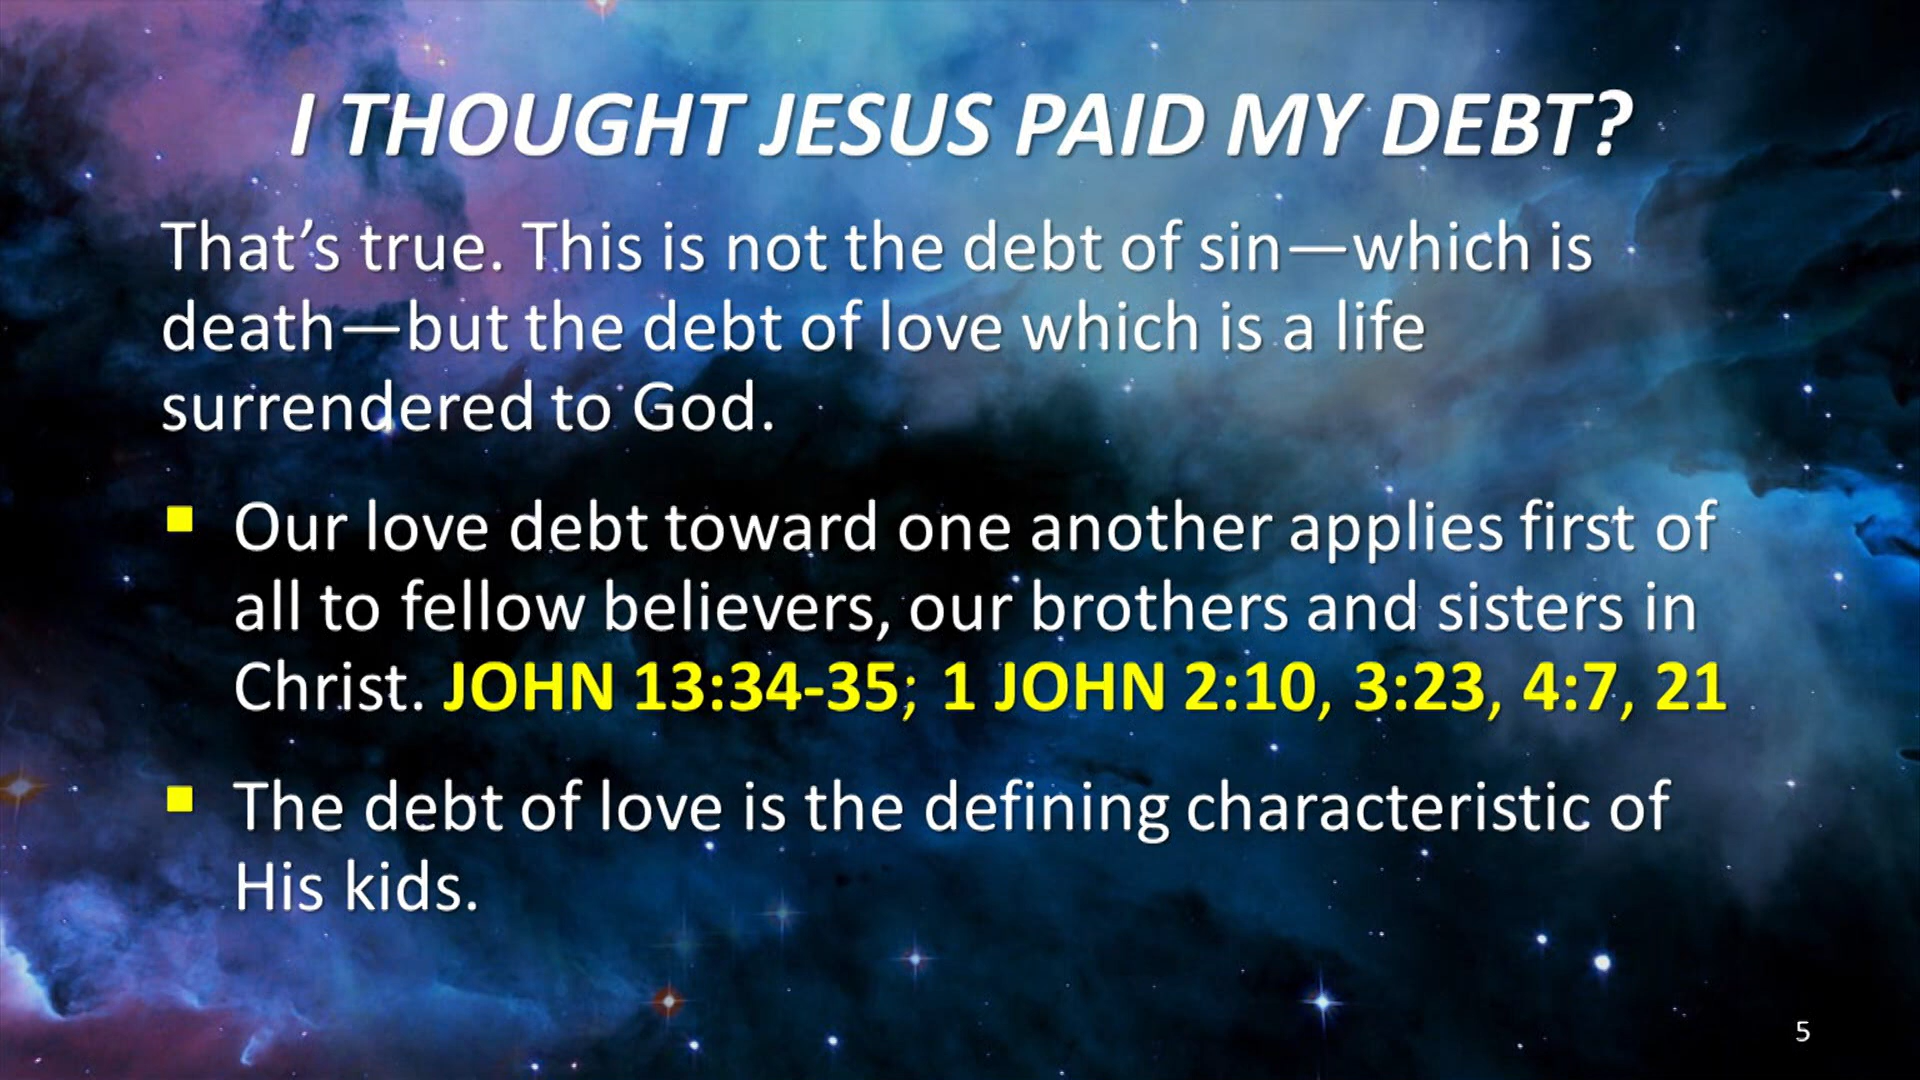 I THOUGHT JESUS PAID MY DEBT?
That’s true. This is not the debt of sin—which is
death—but the debt of love which is a life
surrendered to God.
▪ Our love debt toward one another applies first of
all to fellow believers, our brothers and sisters in
Christ. JOHN 13:34-35; 1 JOHN 2:10, 3:23, 4:7, 21
▪ The debt of love is the defining characteristic of
His kids.
5